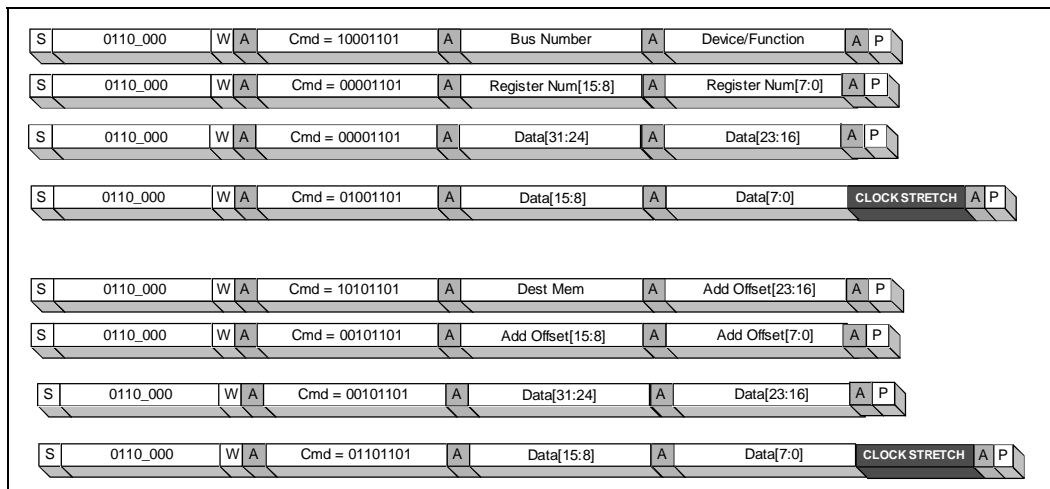 S 0110_000 W A Cmd = 10001101 A Bus Number A Device/Function A P
S 0110_000 W A Cmd = 00001101 A Register Num[15:8] A Register Num[7:0] A P
S 0110_000 W A Cmd = 00001101 A Data[31:24] A Data[23:16] A P
S 0110_000 W A Cmd = 01001101 A Data[15:8] A Data[7:0] CLOCK STRETCH A P
S 0110_000 W A Cmd = 10101101 A Dest Mem A Add Offset[23:16] A P
S 0110_000 W A Cmd = 00101101 A Add Offset[15:8] A Add Offset[7:0] A P
S 0110_000 W A Cmd = 00101101 A Data[31:24] A Data[23:16] A P
S 0110_000 W A Cmd = 01101101 A Data[15:8] A Data[7:0] CLOCK STRETCH A P